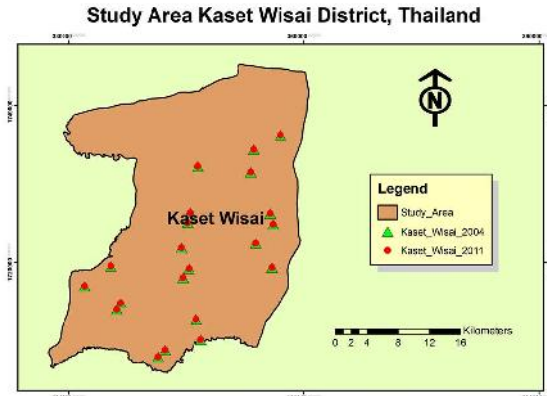 Study Area Kaset Wisai District, Thailand
N
Kaset Wisai
Legend
Study_Area
Kaset_Wisai_2004
Kaset_Wisai_2011
Kilometers
0 2 4 8 12 16